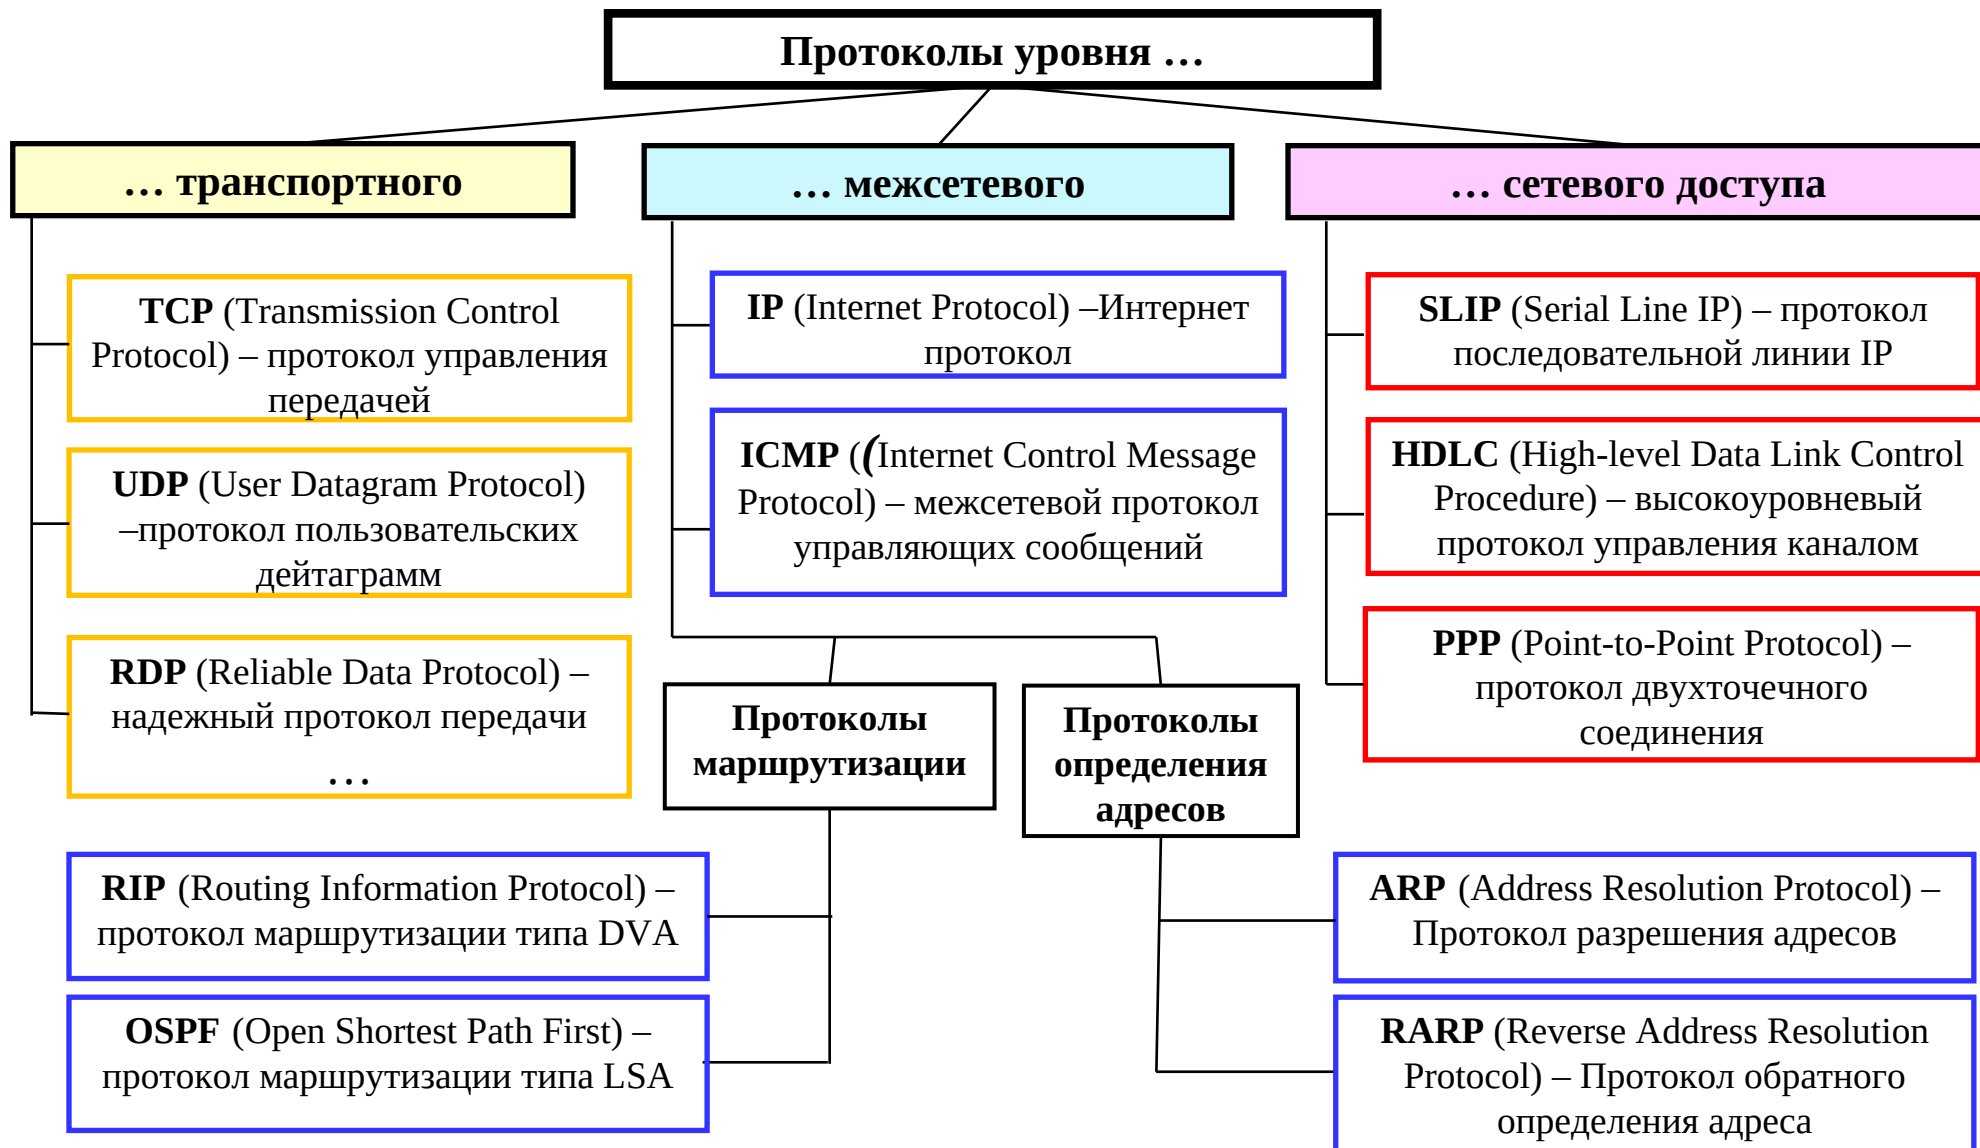 Протоколы уровня …
… транспортного
… межсетевого
… сетевого доступа
TCP (Transmission Control
Protocol) – протокол управления
передачей
UDP (User Datagram Protocol)
–протокол пользовательских
дейтаграмм
RDP (Reliable Data Protocol) –
надежный протокол передачи
…
IP (Internet Protocol) –Интернет
протокол
ICMP ((Internet Control Message
Protocol) – межсетевой протокол
управляющих сообщений
SLIP (Serial Line IP) – протокол
последовательной линии IP
HDLC (High-level Data Link Control
Procedure) – высокоуровневый
протокол управления каналом
PPP (Point-to-Point Protocol) –
протокол двухточечного
соединения
Протоколы
маршрутизации
Протоколы
определения
адресов
RIP (Routing Information Protocol) –
протокол маршрутизации типа DVA
OSPF (Open Shortest Path First) –
протокол маршрутизации типа LSA
ARP (Address Resolution Protocol) –
Протокол разрешения адресов
RARP (Reverse Address Resolution
Protocol) – Протокол обратного
определения адреса